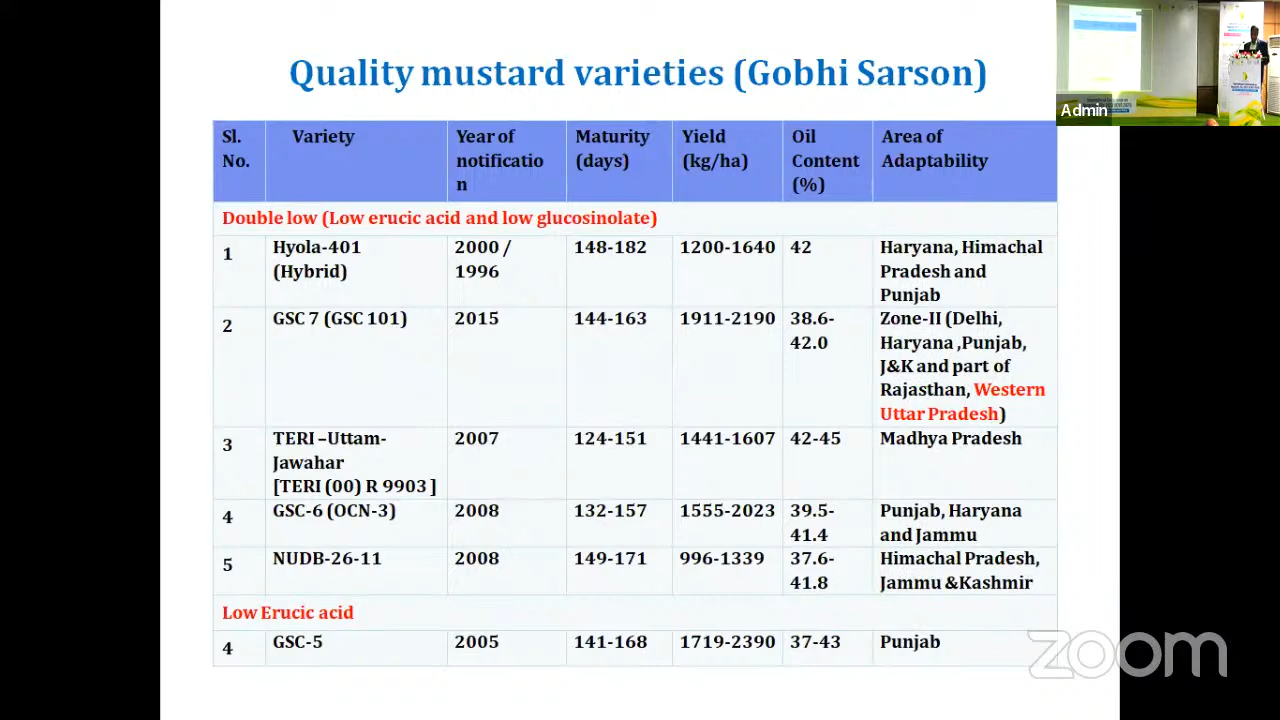 Quality mustard varieties (Gobhi Sarson)
Admin
Sl. No. Variety Year of notificatio n Maturity (days) Yield (kg/ha) Oil Content (%) Area of Adaptability
Double low (Low erucic acid and low glucosinolate)
1 Hyola-401 (Hybrid) 2000 / 1996 148-182 1200-1640 42 Haryana, Himachal Pradesh and Punjab
2 GSC 7 (GSC 101) 2015 144-163 1911-2190 38.6-42.0 Zone-II (Delhi, Haryana ,Punjab, J&K and part of Rajasthan, Western Uttar Pradesh)
3 TERI –Uttam-Jawahar [TERI (00) R 9903 ] 2007 124-151 1441-1607 42-45 Madhya Pradesh
4 GSC-6 (OCN-3) 2008 132-157 1555-2023 39.5-41.4 Punjab, Haryana and Jammu
5 NUDB-26-11 2008 149-171 996-1339 37.6-41.8 Himachal Pradesh, Jammu &Kashmir
Low Erucic acid
4 GSC-5 2005 141-168 1719-2390 37-43 Punjab
zoom